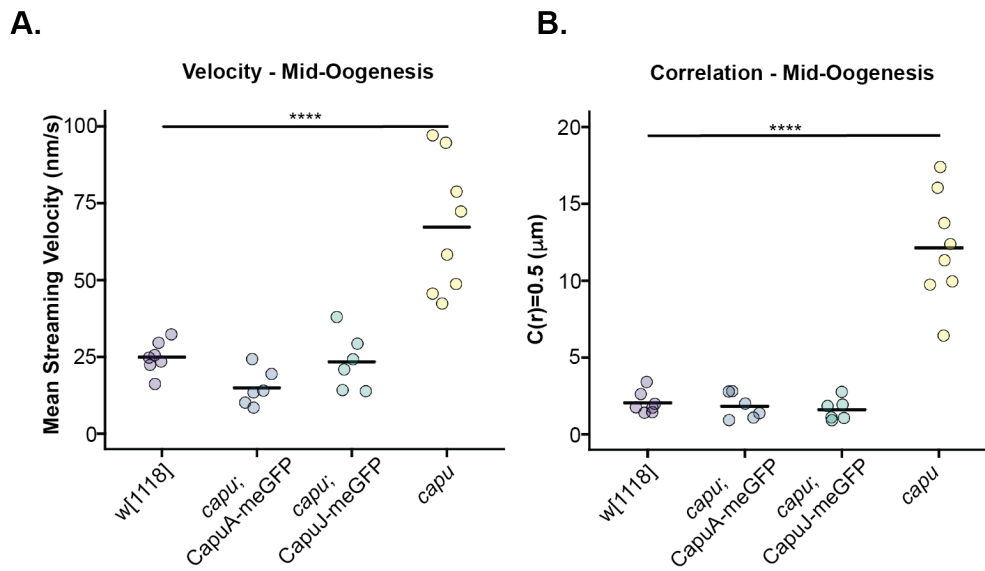 A.
Velocity - Mid-Oogenesis
Mean Streaming Velocity (nm/s)
100
75
50
25
0
****
w[1118]
capu;
CapuA-meGFP
capu;
CapuJ-meGFP
capu
B.
Correlation - Mid-Oogenesis
C(r)=0.5 (μm)
20
15
10
5
0
****
w[1118]
capu;
CapuA-meGFP
capu;
CapuJ-meGFP
capu